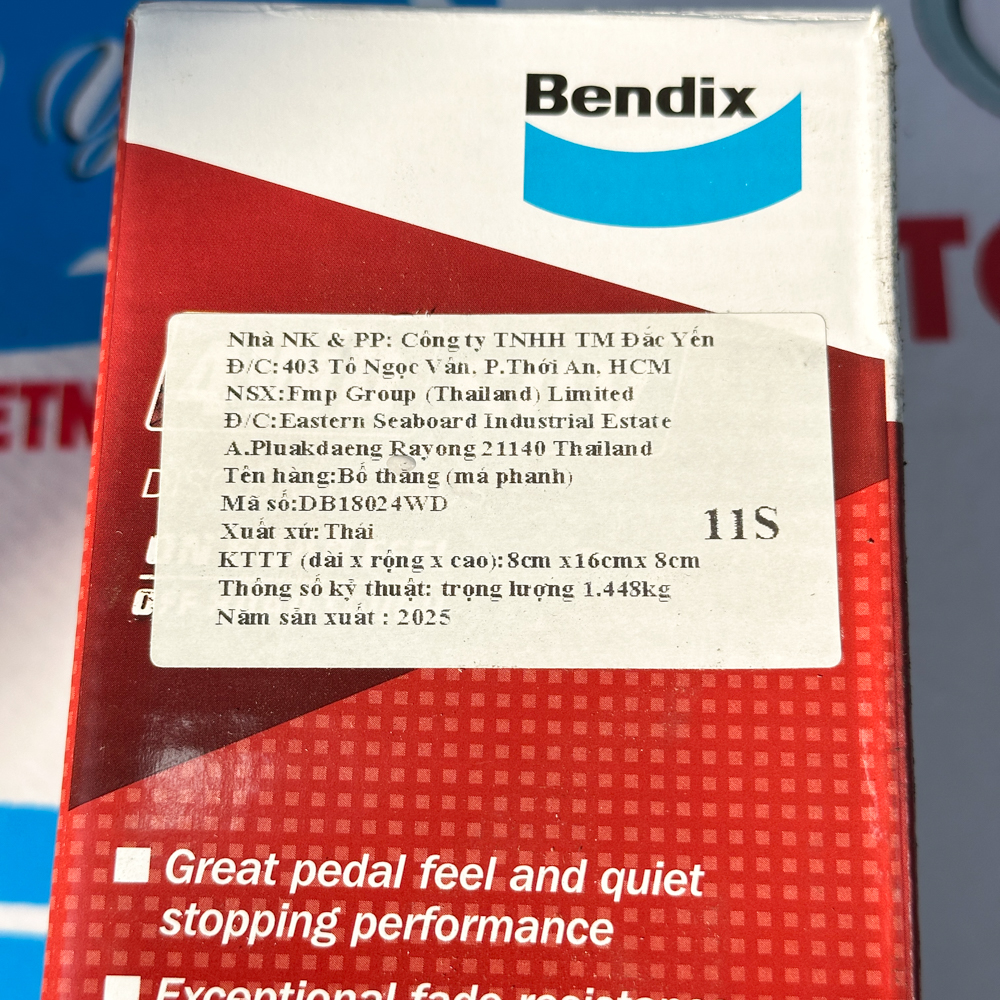 Bendix
Nhà NK & PP: Công ty TNHH TM Đắc Yến
Đ/C:403 Tô Ngọc Vân, P.Thới An, HCM
NSX:Fmp Group (Thailand) Limited
Đ/C:Eastern Seaboard Industrial Estate
A.Pluakdaeng Rayong 21140 Thailand
Tên hàng:Bố thắng (má phanh)
Mã số:DB18024WD
11S
Xuất xứ: Thái
KTTT (dài x rộng x cao):8cm x16cmx 8cm
Thông số kỹ thuật: trọng lượng 1.448kg
Năm sản xuất : 2025
Great pedal feel and quiet
stopping performance
Exceptional fade